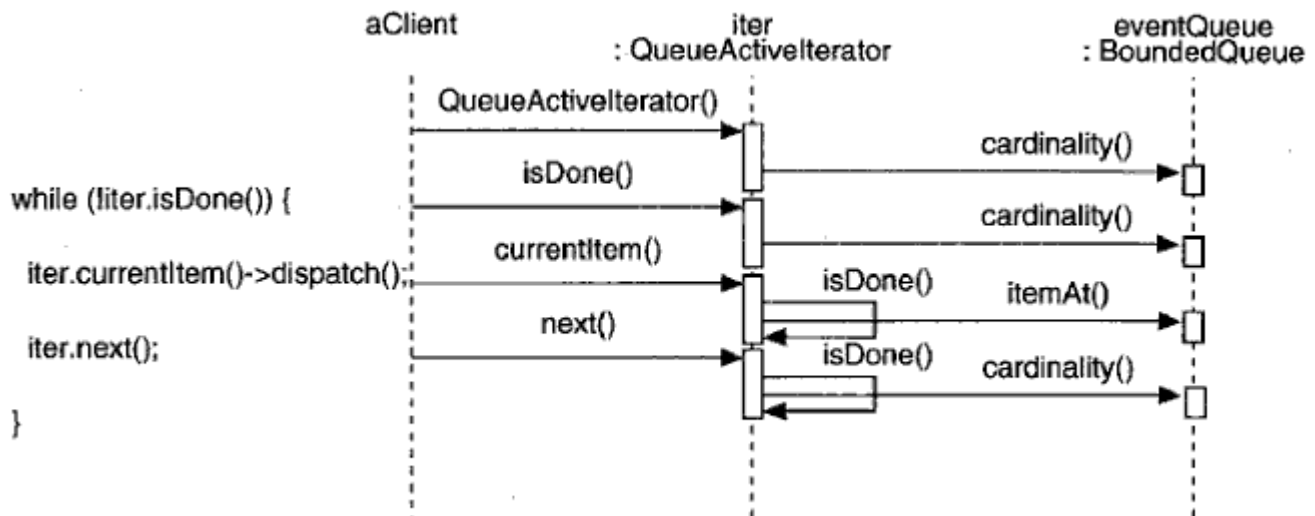 aClient
iter
: QueueActiveIterator
eventQueue
: BoundedQueue
QueueActiveIterator()
cardinality()
isDone()
while (!iter.isDone()) {
cardinality()
currentItem()
iter.currentItem()->dispatch();
isDone()
itemAt()
next()
iter.next();
isDone()
cardinality()
}